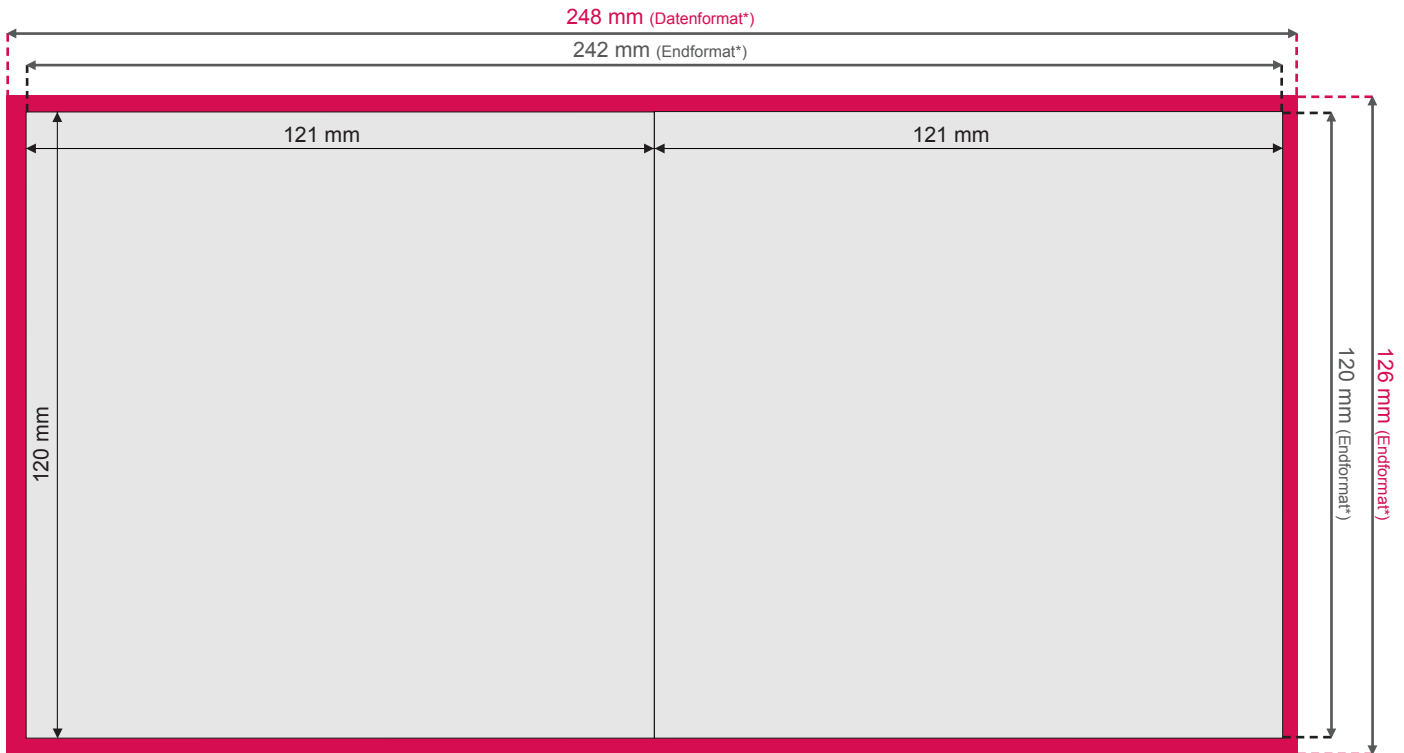 248 mm (Datenformat*)
242 mm (Endformat*)
121 mm
121 mm
120 mm
120 mm (Endformat*)
126 mm (Endformat*)